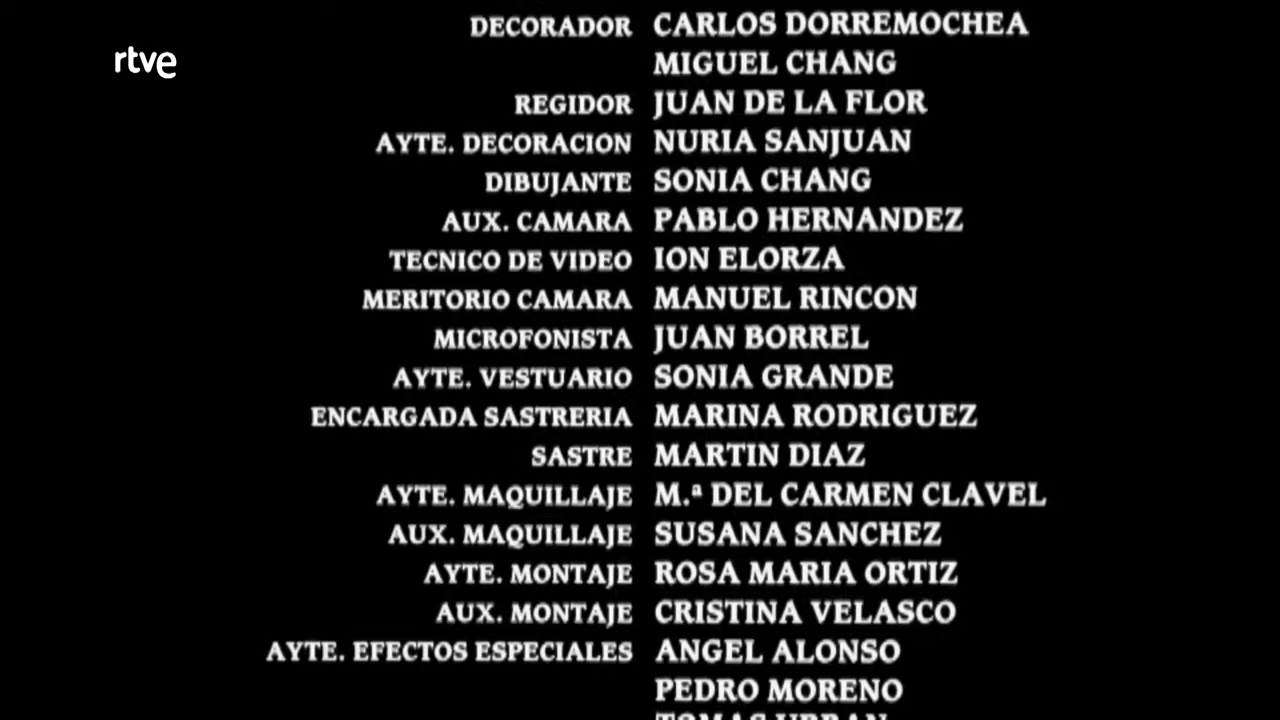 rtve
DECORADOR CARLOS DORREMOCHEA
MIGUEL CHANG
REGIDOR JUAN DE LA FLOR
AYTE. DECORACION NURIA SANJUAN
DIBUJANTE SONIA CHANG
AUX. CAMARA PABLO HERNANDEZ
TECNICO DE VIDEO ION ELORZA
MERITORIO CAMARA MANUEL RINCON
MICROFONISTA JUAN BORREL
AYTE. VESTUARIO SONIA GRANDE
ENCARGADA SASTRERIA MARINA RODRIGUEZ
SASTRE MARTIN DIAZ
AYTE. MAQUILLAJE M.ª DEL CARMEN CLAVEL
AUX. MAQUILLAJE SUSANA SANCHEZ
AYTE. MONTAJE ROSA MARIA ORTIZ
AUX. MONTAJE CRISTINA VELASCO
AYTE. EFECTOS ESPECIALES ANGEL ALONSO
PEDRO MORENO